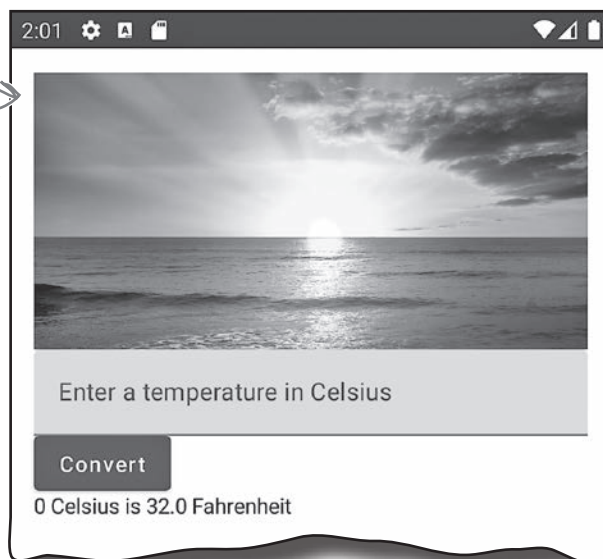 2:01
Enter a temperature in Celsius
Convert
0 Celsius is 32.0 Fahrenheit